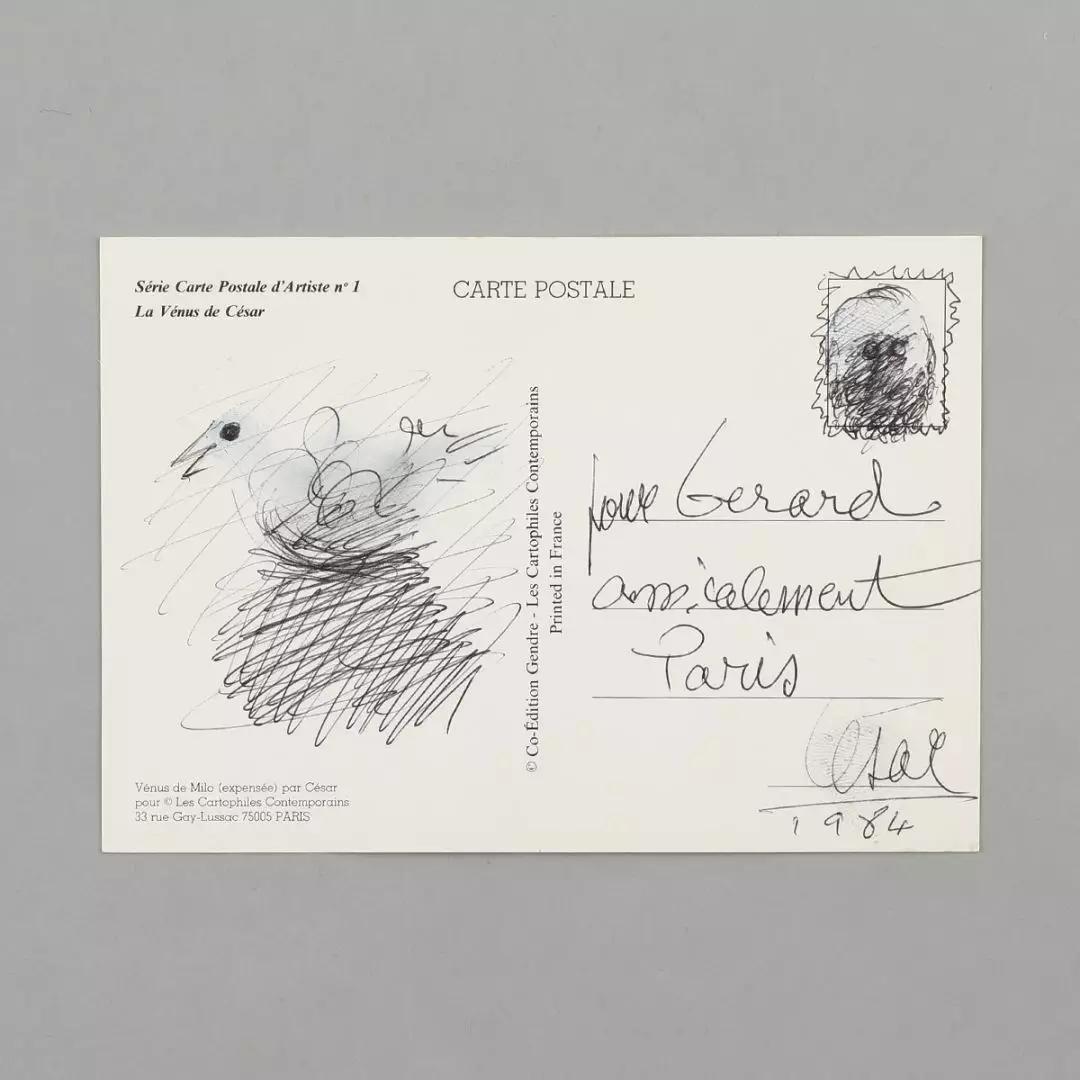 Série Carte Postale d'Artiste n° 1
La Vénus de César
CARTE POSTALE
© Co-Édition Gendre - Les Cartophiles Contemporains
Printed in France
pour Gerard
amicalement
Paris
César
1984
Vénus de Milo (expensée) par César
pour © Les Cartophiles Contemporains
33 rue Gay-Lussac 75005 PARIS